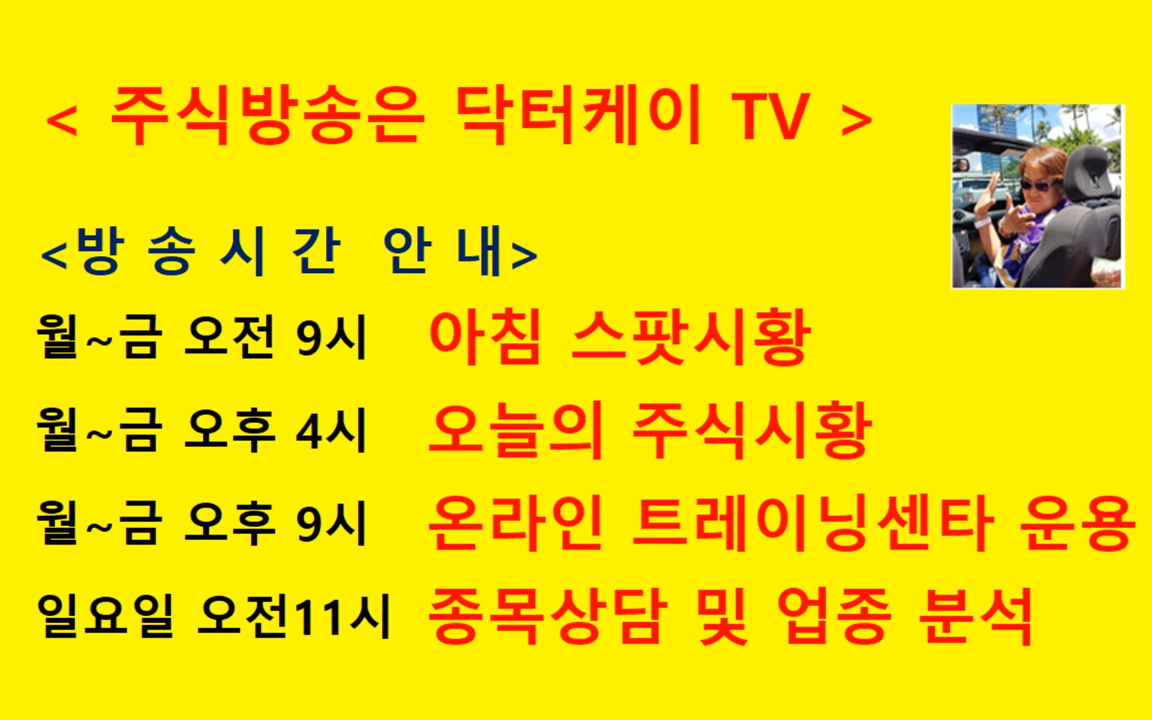 < 주식방송은 닥터케이 TV >
<방 송 시 간 안 내>
월~금 오전 9시 아침 스팟시황
월~금 오후 4시 오늘의 주식시황
월~금 오후 9시 온라인 트레이닝센타 운용
일요일 오전11시 종목상담 및 업종 분석